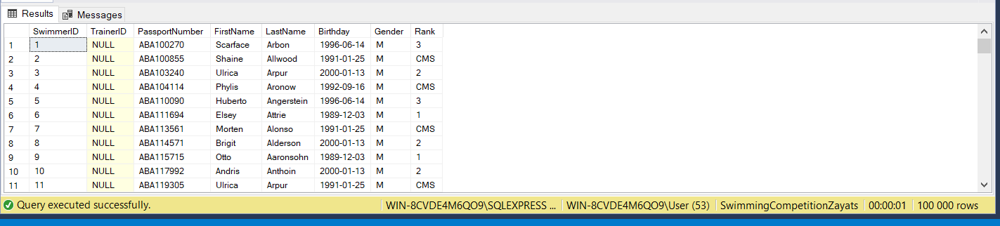 Results Messages
SwimmerID TrainerID PassportNumber FirstName LastName Birthday Gender Rank
1 1 NULL ABA100270 Scarface Arbon 1996-06-14 M 3
2 2 NULL ABA100855 Shaine Allwood 1991-01-25 M CMS
3 3 NULL ABA103240 Ulrica Arpur 2000-01-13 M 2
4 4 NULL ABA104114 Phylis Aronow 1992-09-16 M CMS
5 5 NULL ABA110090 Huberto Angerstein 1996-06-14 M 3
6 6 NULL ABA111694 Elsey Attrie 1989-12-03 M 1
7 7 NULL ABA113561 Morten Alonso 1991-01-25 M CMS
8 8 NULL ABA114571 Brigit Alderson 2000-01-13 M 2
9 9 NULL ABA115715 Otto Aaronsohn 1989-12-03 M 1
10 10 NULL ABA117992 Andris Anthoin 2000-01-13 M 2
11 11 NULL ABA119305 Ulrica Arpur 1991-01-25 M CMS
Query executed successfully. WIN-8CVDE4M6QO9\SQLEXPRESS ... WIN-8CVDE4M6QO9\User (53) SwimmingCompetitionZayats 00:00:01 100 000 rows